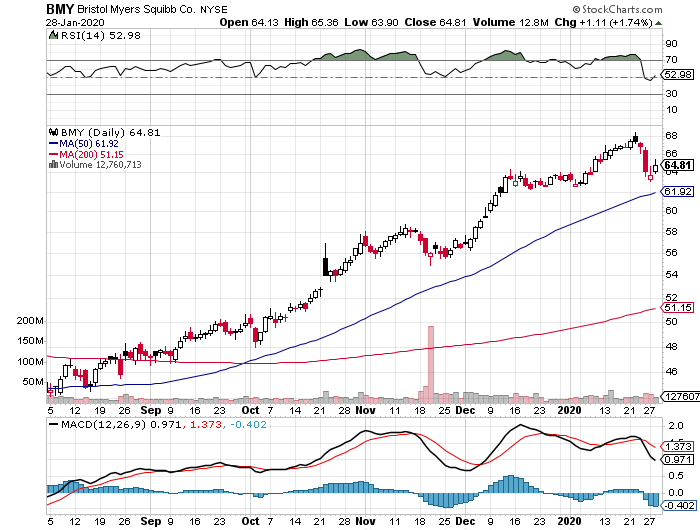 BMY Bristol Myers Squibb Co. NYSE © StockCharts.com
28-Jan-2020 Open 64.13 High 65.36 Low 63.90 Close 64.81 Volume 12.8M Chg +1.11 (+1.74%)
RSI(14) 52.98
90
70
52.98
30
10
BMY (Daily) 64.81
MA(50) 61.92
MA(200) 51.15
Volume 12,760,713
68
66
64.81
64
61.92
60
58
56
54
51.15
50
48
46
200M
150M
100M
50M
127607
5 12 19 26 Sep 9 16 23 Oct 7 14 21 28 Nov 11 18 25 Dec 9 16 23 2020 6 13 21 27
MACD(12,26,9) 0.971, 1.373, -0.402
2.0
1.5
1.373
0.971
0.5
0.0
-0.402
5 12 19 26 Sep 9 16 23 Oct 7 14 21 28 Nov 11 18 25 Dec 9 16 23 2020 6 13 21 27